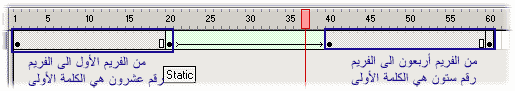 1 5 10 15 20 25 30 35 40 45 50 55 60
من الفريم الأول الى الفريم
رقم عشرون هي الكلمة الأولى
Static
من الفريم أربعون الى الفريم
رقم ستون هي الكلمة الأولى